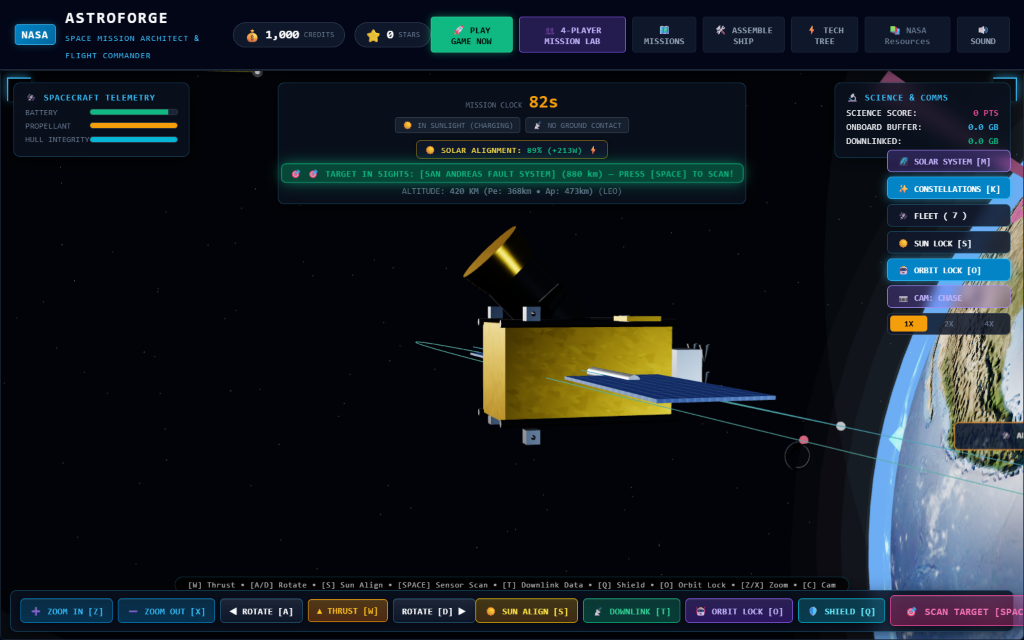 NASA
ASTROFORGE
SPACE MISSION ARCHITECT &
FLIGHT COMMANDER
1,000 CREDITS
0 STARS
PLAY
GAME NOW
4-PLAYER
MISSION LAB
MISSIONS
ASSEMBLE
SHIP
TECH
TREE
NASA
Resources
SOUND
SPACECRAFT TELEMETRY
BATTERY
PROPELLANT
HULL INTEGRITY
MISSION CLOCK 82s
IN SUNLIGHT (CHARGING)
NO GROUND CONTACT
SOLAR ALIGNMENT: 89% (+213W)
TARGET IN SIGHTS: [SAN ANDREAS FAULT SYSTEM] (880 km) — PRESS [SPACE] TO SCAN!
ALTITUDE: 420 KM (Pe: 368km • Ap: 473km) (LEO)
SCIENCE & COMMS
SCIENCE SCORE: 0 PTS
ONBOARD BUFFER: 0.0 GB
DOWNLINKED: 0.0 GB
SOLAR SYSTEM [M]
CONSTELLATIONS [K]
FLEET ( 7 )
SUN LOCK [S]
ORBIT LOCK [O]
CAM: CHASE
1X 2X 4X
[W] Thrust • [A/D] Rotate • [S] Sun Align • [SPACE] Sensor Scan • [T] Downlink Data • [Q] Shield • [O] Orbit Lock • [Z/X] Zoom • [C] Cam
ZOOM IN [Z]
ZOOM OUT [X]
◀ ROTATE [A]
▲ THRUST [W]
ROTATE [D] ▶
SUN ALIGN [S]
DOWNLINK [T]
ORBIT LOCK [O]
SHIELD [Q]
SCAN TARGET [SPAC